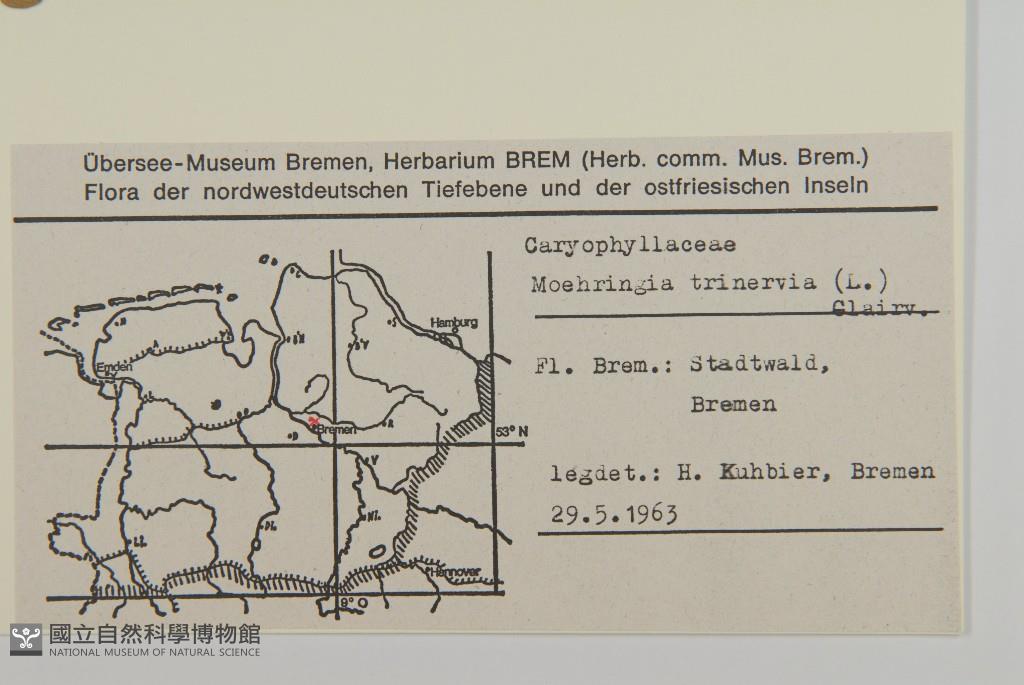 Übersee-Museum Bremen, Herbarium BREM (Herb. comm. Mus. Brem.)
Flora der nordwestdeutschen Tiefebene und der ostfriesischen Inseln
Caryophyllaceae
Moehringia trinervia (L.)
Clairv.
Fl. Brem.: Stadtwald,
Bremen
legdet.: H. Kuhbier, Bremen
29.5.1963
Hamburg
Emden
Bremen
53° N
Hannover
9° O
國立自然科學博物館
NATIONAL MUSEUM OF NATURAL SCIENCE